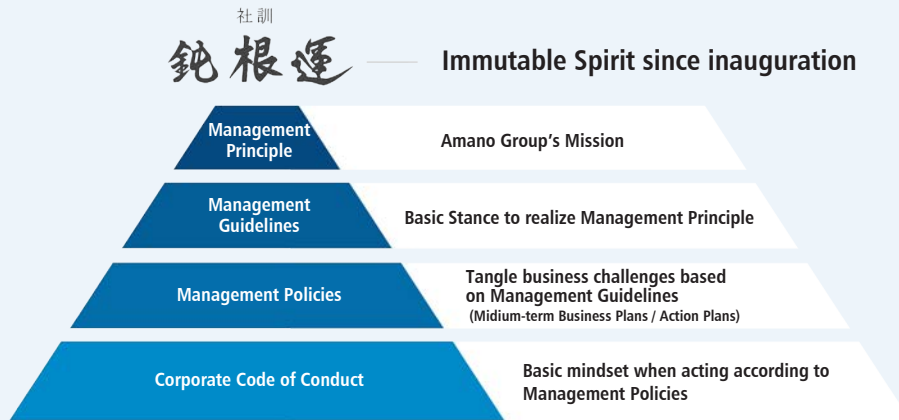 社訓
鈍根運
Immutable Spirit since inauguration
Management
Principle
Amano Group’s Mission
Management
Guidelines
Basic Stance to realize Management Principle
Management Policies
Tangle business challenges based
on Management Guidelines
(Midium-term Business Plans / Action Plans)
Corporate Code of Conduct
Basic mindset when acting according to
Management Policies